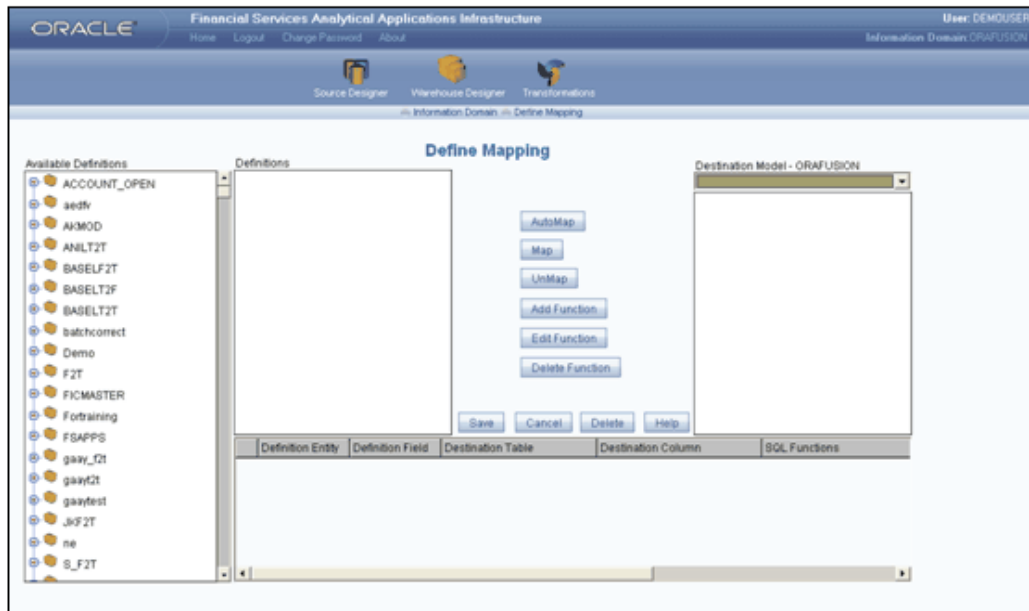 ORACLE
Financial Services Analytical Applications Infrastructure
User: DEMOUSER
Home Logout Change Password About
Information Domain:ORAFUSION
Source Designer Warehouse Designer Transformations
Information Domain Define Mapping
Define Mapping
Available Definitions
Definitions
Destination Model - ORAFUSION
ACCOUNT_OPEN
aedfv
AKMOD
ANILT2T
BASELF2T
BASELT2F
BASELT2T
batchcorrect
Demo
F2T
FICMASTER
Fortraining
FSAPPS
gaay_f2t
gaayt2t
gaaytest
JKF2T
ne
S_F2T
AutoMap
Map
UnMap
Add Function
Edit Function
Delete Function
Save Cancel Delete Help
Definition Entity Definition Field Destination Table Destination Column SQL Functions